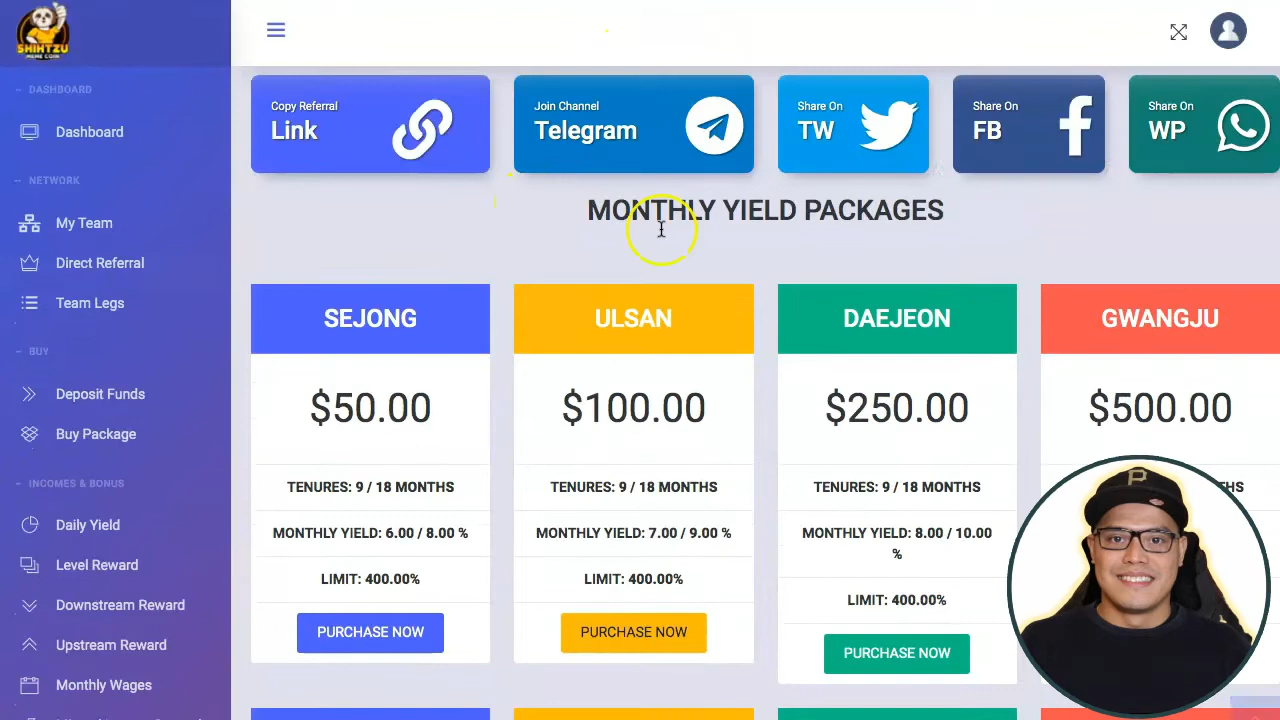 SHIHTZU
MEME COIN
DASHBOARD
Dashboard
NETWORK
My Team
Direct Referral
Team Legs
BUY
Deposit Funds
Buy Package
INCOMES & BONUS
Daily Yield
Level Reward
Downstream Reward
Upstream Reward
Monthly Wages
Copy Referral
Link
Join Channel
Telegram
Share On
TW
Share On
FB
Share On
WP
MONTHLY YIELD PACKAGES
SEJONG
$50.00
TENURES: 9 / 18 MONTHS
MONTHLY YIELD: 6.00 / 8.00 %
LIMIT: 400.00%
PURCHASE NOW
ULSAN
$100.00
TENURES: 9 / 18 MONTHS
MONTHLY YIELD: 7.00 / 9.00 %
LIMIT: 400.00%
PURCHASE NOW
DAEJEON
$250.00
TENURES: 9 / 18 MONTHS
MONTHLY YIELD: 8.00 / 10.00
%
LIMIT: 400.00%
PURCHASE NOW
GWANGJU
$500.00
P